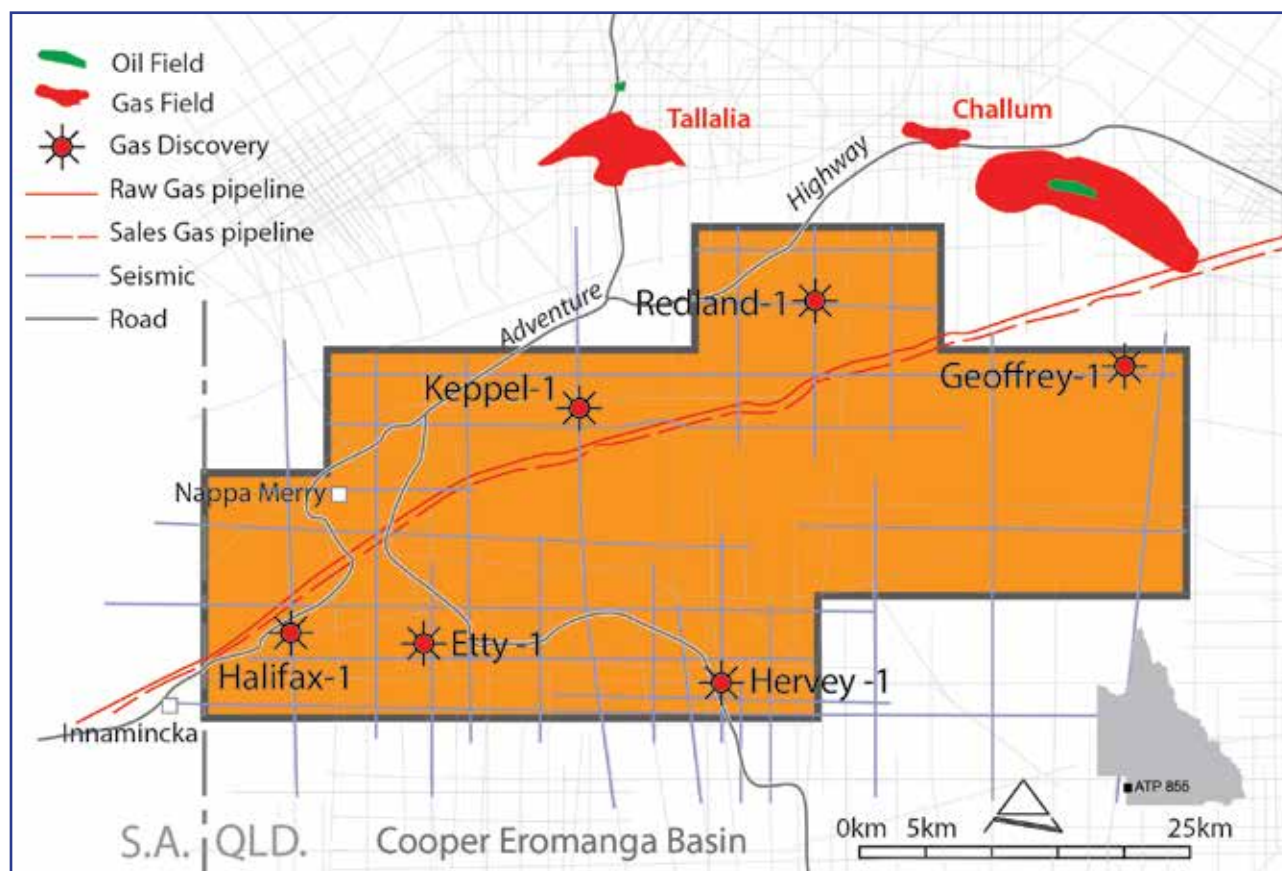 Oil Field
Gas Field
Gas Discovery
Raw Gas pipeline
Sales Gas pipeline
Seismic
Road
Tallalia
Challum
Highway
Adventure
Redland-1
Keppel-1
Geoffrey-1
Nappa Merry
Halifax-1
Etty -1
Hervey -1
Innamincka
ATP 855
S.A. QLD.
Cooper Eromanga Basin
0km 5km 25km